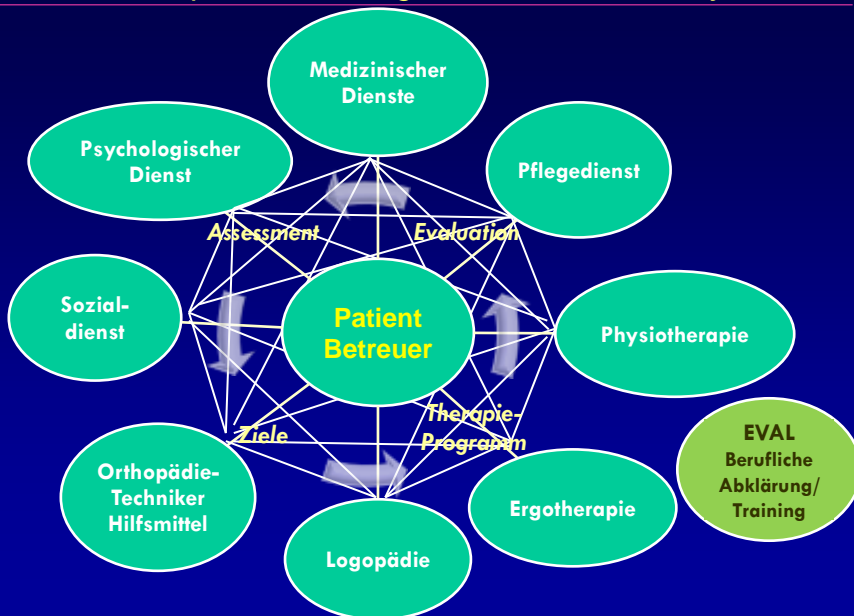 Medizinischer
Dienste
Psychologischer
Dienst
Pflegedienst
Assessment
Evaluation
Sozial-
dienst
Patient
Betreuer
Physiotherapie
Therapie-
Programm
Ziele
EVAL
Berufliche
Abklärung/
Training
Orthopädie-
Techniker
Hilfsmittel
Ergotherapie
Logopädie